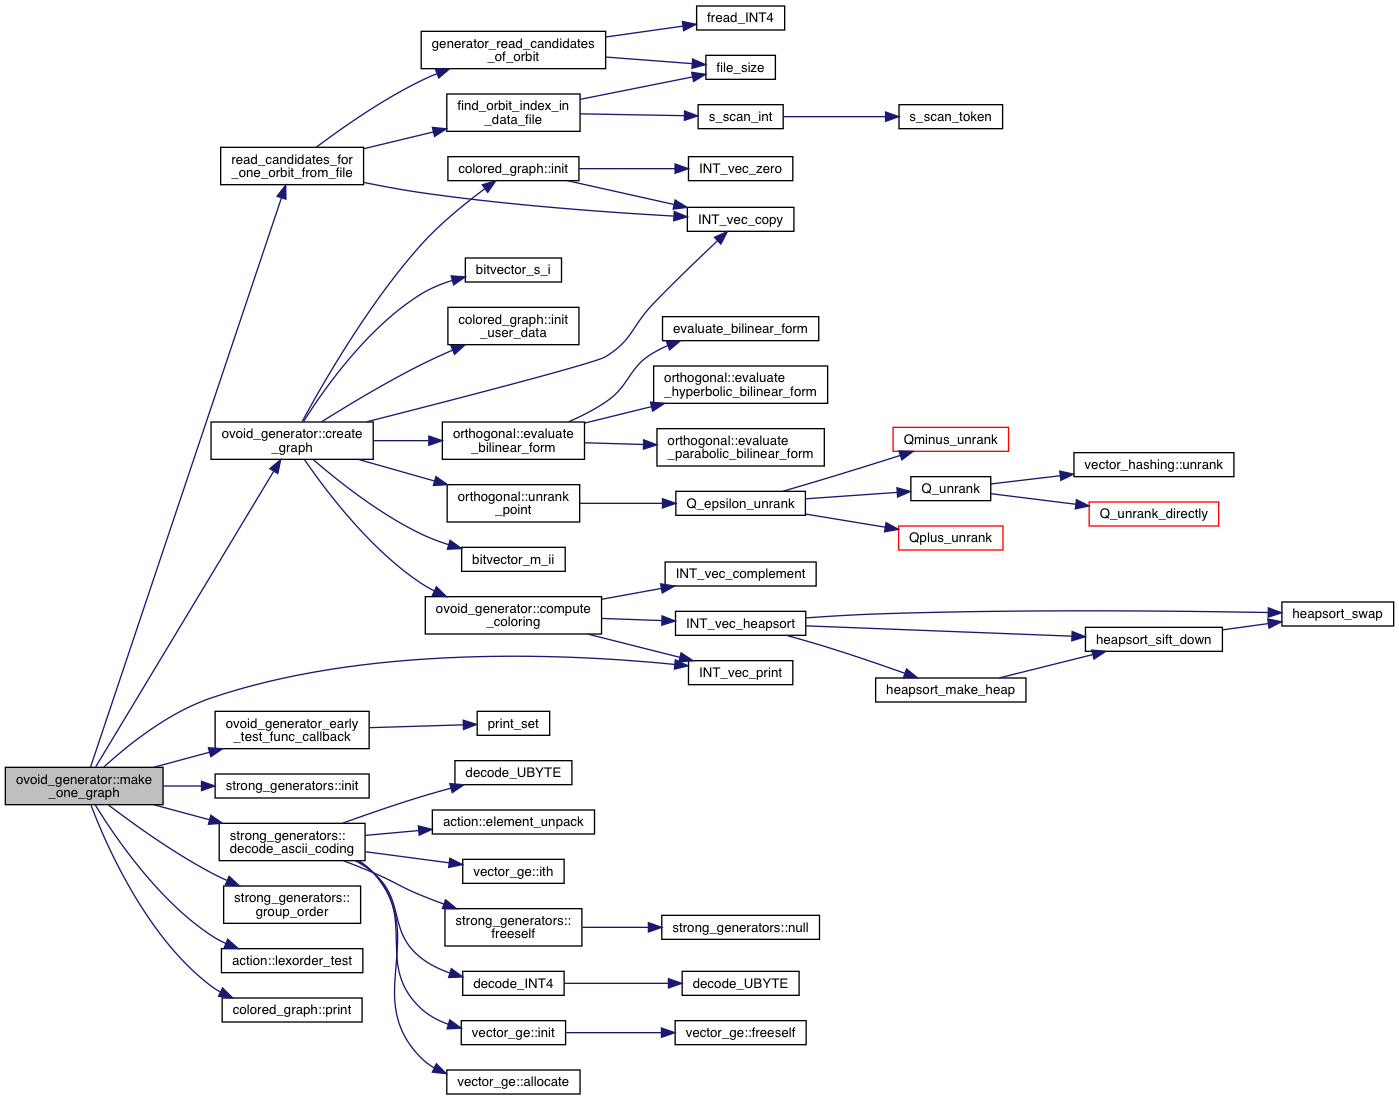 fread_INT4
generator_read_candidates
_of_orbit
file_size
find_orbit_index_in
_data_file
s_scan_int
s_scan_token
read_candidates_for
_one_orbit_from_file
colored_graph::init
INT_vec_zero
INT_vec_copy
bitvector_s_i
colored_graph::init
_user_data
evaluate_bilinear_form
orthogonal::evaluate
_hyperbolic_bilinear_form
ovoid_generator::create
_graph
orthogonal::evaluate
_bilinear_form
orthogonal::evaluate
_parabolic_bilinear_form
Qminus_unrank
vector_hashing::unrank
orthogonal::unrank
_point
Q_epsilon_unrank
Q_unrank
Q_unrank_directly
Qplus_unrank
bitvector_m_ii
INT_vec_complement
ovoid_generator::compute
_coloring
INT_vec_heapsort
heapsort_swap
heapsort_sift_down
INT_vec_print
heapsort_make_heap
ovoid_generator_early
_test_func_callback
print_set
ovoid_generator::make
_one_graph
strong_generators::init
decode_UBYTE
strong_generators::
decode_ascii_coding
action::element_unpack
vector_ge::ith
strong_generators::
group_order
strong_generators::
freeself
strong_generators::null
action::lexorder_test
decode_INT4
decode_UBYTE
colored_graph::print
vector_ge::init
vector_ge::freeself
vector_ge::allocate